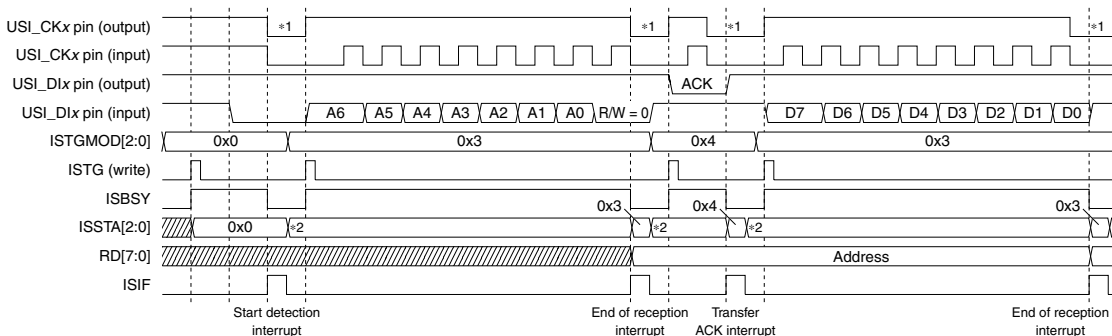 USI_CKx pin (output) *1 *1 *1 *1
USI_CKx pin (input)
USI_DIx pin (output) ACK
USI_DIx pin (input) A6 A5 A4 A3 A2 A1 A0 R/W = 0 D7 D6 D5 D4 D3 D2 D1 D0
ISTGMOD[2:0] 0x0 0x3 0x4 0x3
ISTG (write)
ISBSY
0x3 0x4 0x3
ISSTA[2:0] 0x0 *2 *2 *2
RD[7:0] Address
ISIF
Start detection
interrupt
End of reception
interrupt
Transfer
ACK interrupt
End of reception
interrupt